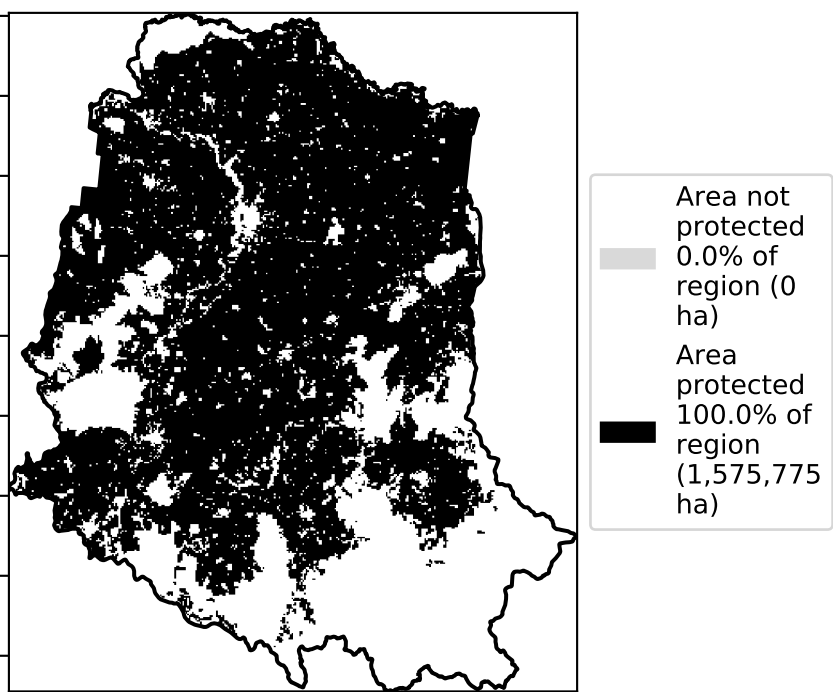 Area not
protected
0.0% of
region (0
ha)
Area
protected
100.0% of
region
(1,575,775
ha)